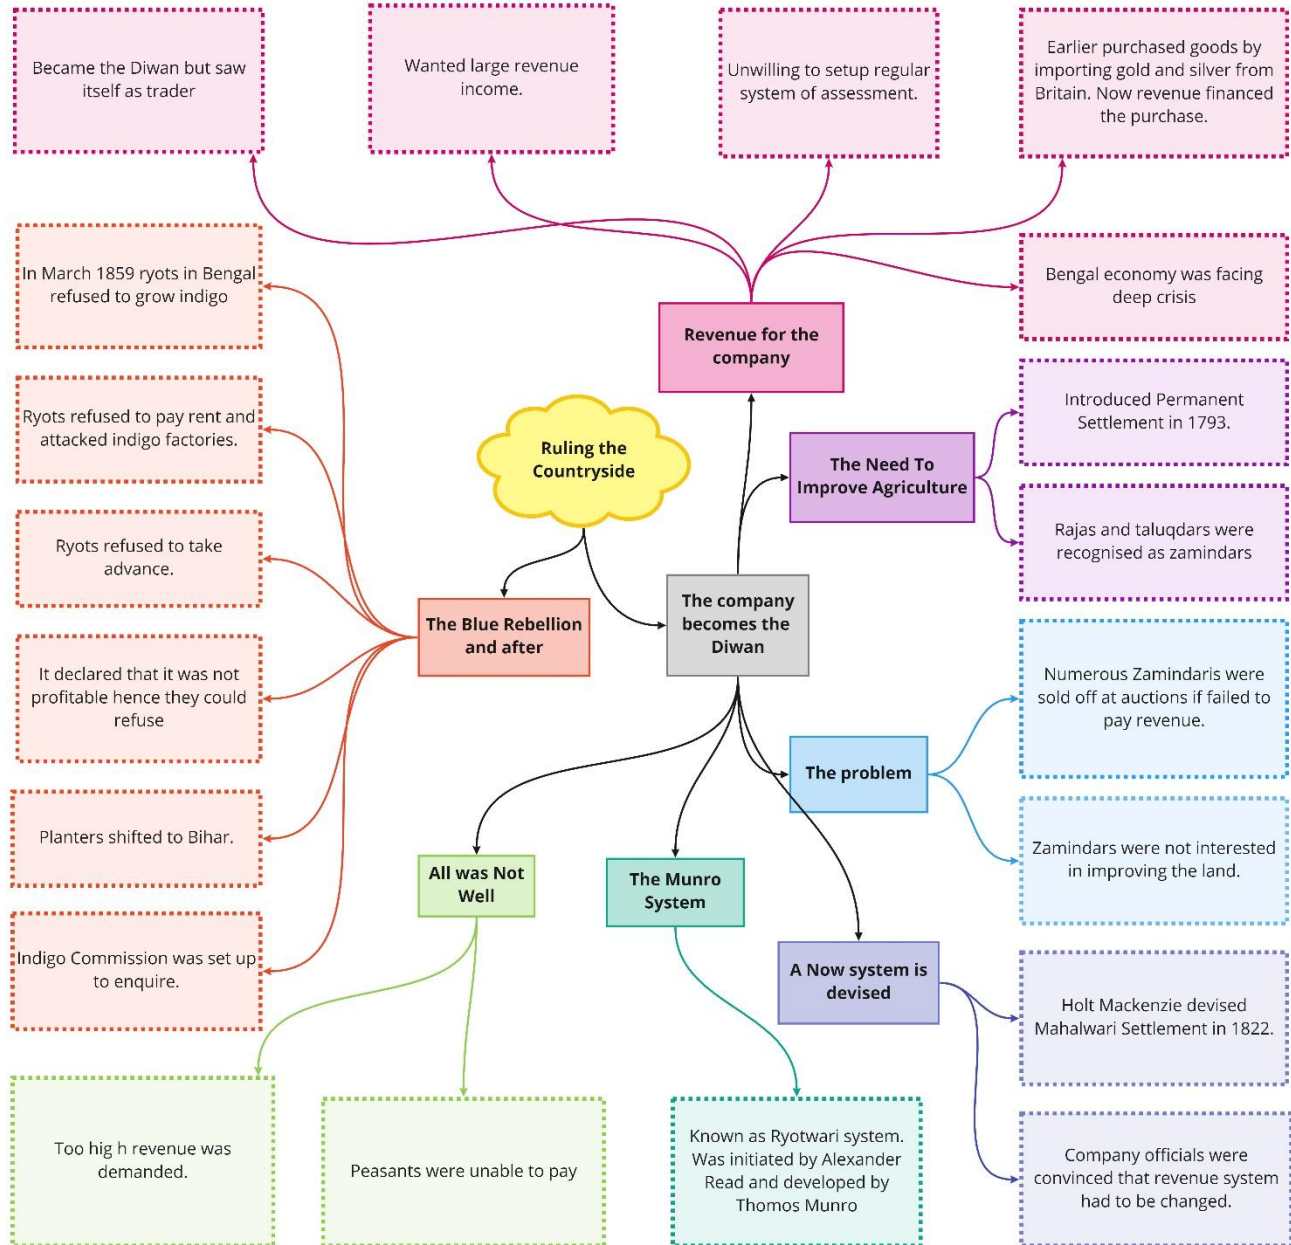 Became the Diwan but saw
itself as trader
Wanted large revenue
income.
Unwilling to setup regular
system of assessment.
Earlier purchased goods by
importing gold and silver from
Britain. Now revenue financed
the purchase.
In March 1859 ryots in Bengal
refused to grow indigo
Bengal economy was facing
deep crisis
Revenue for the
company
Ryots refused to pay rent and
attacked indigo factories.
Ruling the
Countryside
The Need To
Improve Agriculture
Introduced Permanent
Settlement in 1793.
Rajas and taluqdars were
recognised as zamindars
Ryots refused to take
advance.
The Blue Rebellion
and after
The company
becomes the
Diwan
It declared that it was not
profitable hence they could
refuse
Numerous Zamindaris were
sold off at auctions if failed to
pay revenue.
The problem
Planters shifted to Bihar.
Zamindars were not interested
in improving the land.
All was Not
Well
The Munro
System
Indigo Commission was set up
to enquire.
A Now system is
devised
Holt Mackenzie devised
Mahalwari Settlement in 1822.
Too hig h revenue was
demanded.
Peasants were unable to pay
Known as Ryotwari system.
Was initiated by Alexander
Read and developed by
Thomos Munro
Company officials were
convinced that revenue system
had to be changed.